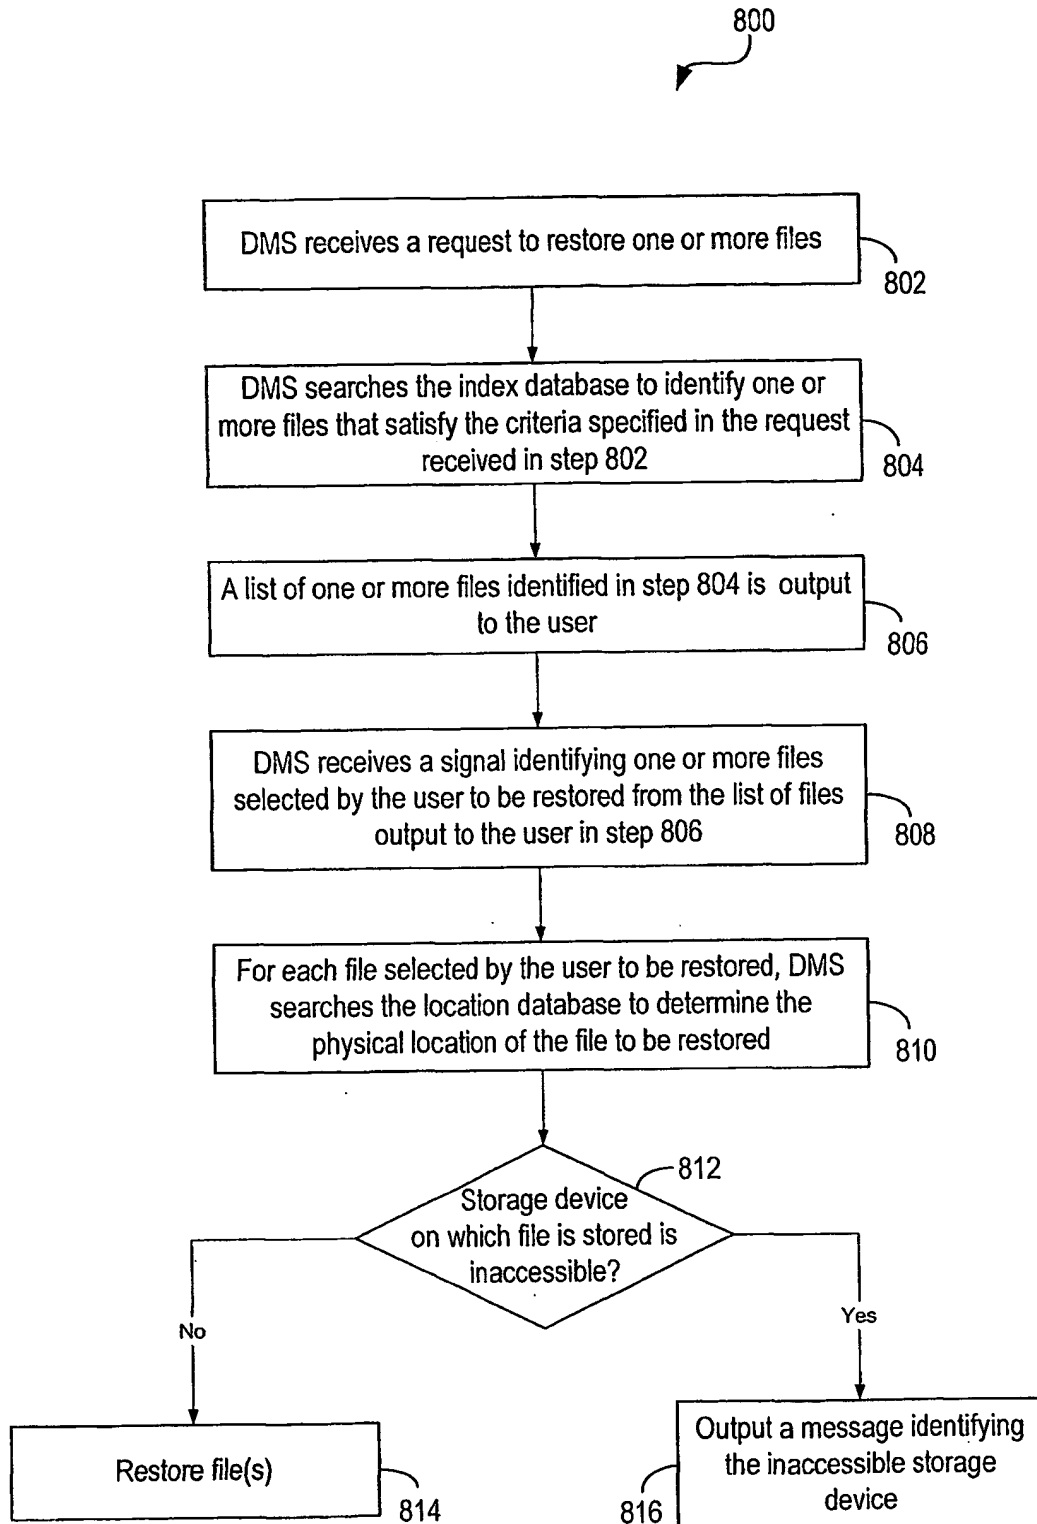 800
DMS receives a request to restore one or more files
802
DMS searches the index database to identify one or
more files that satisfy the criteria specified in the request
received in step 802
804
A list of one or more files identified in step 804 is output
to the user
806
DMS receives a signal identifying one or more files
selected by the user to be restored from the list of files
output to the user in step 806
808
For each file selected by the user to be restored, DMS
searches the location database to determine the
physical location of the file to be restored
810
812
Storage device
on which file is stored is
inaccessible?
No
Yes
Restore file(s)
814
Output a message identifying
the inaccessible storage
device
816